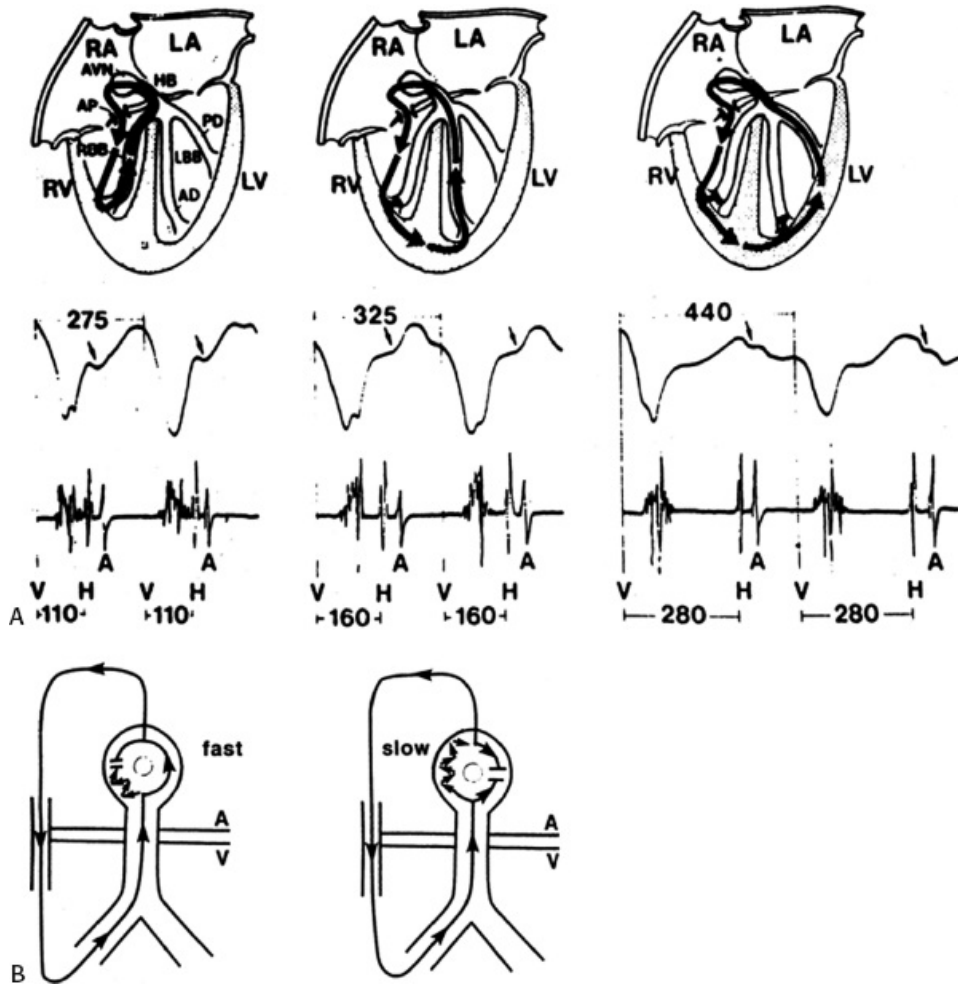 RA LA RA LA RA LA
AVN HB
AP PD
RBB LBB
RV AD LV RV LV RV LV
275 325 440
A A A A A A
V H V H V H V H V H V H
A 110 110 160 160 280 280
fast slow
A A
V V
B